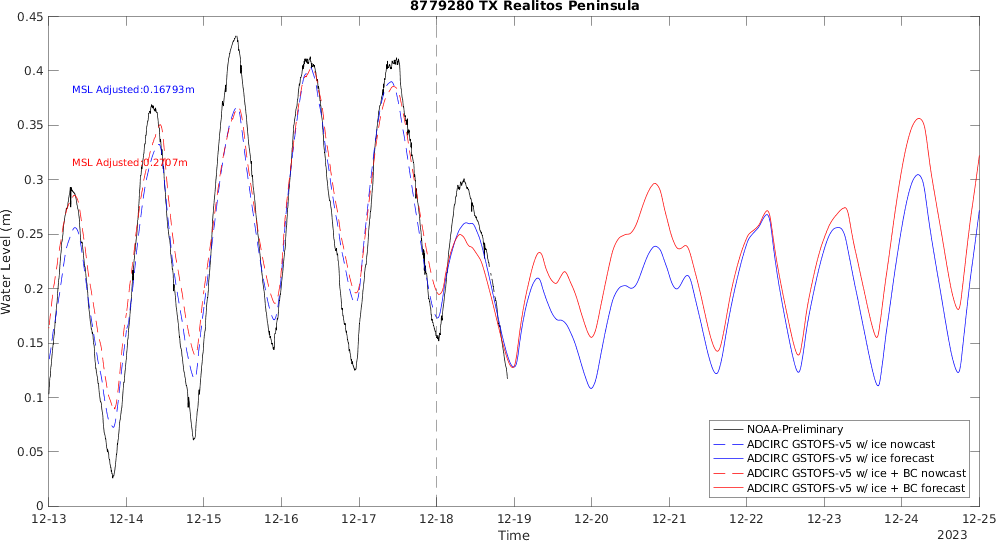 8779280 TX Realitos Peninsula
0.45
0.4
0.35
0.3
0.25
0.2
0.15
0.1
0.05
0
Water Level (m)
MSL Adjusted:0.16793m
MSL Adjusted:0.2707m
NOAA-Preliminary
ADCIRC GSTOFS-v5 w/ ice nowcast
ADCIRC GSTOFS-v5 w/ ice forecast
ADCIRC GSTOFS-v5 w/ ice + BC nowcast
ADCIRC GSTOFS-v5 w/ ice + BC forecast
12-13 12-14 12-15 12-16 12-17 12-18 12-19 12-20 12-21 12-22 12-23 12-24 12-25
Time
2023